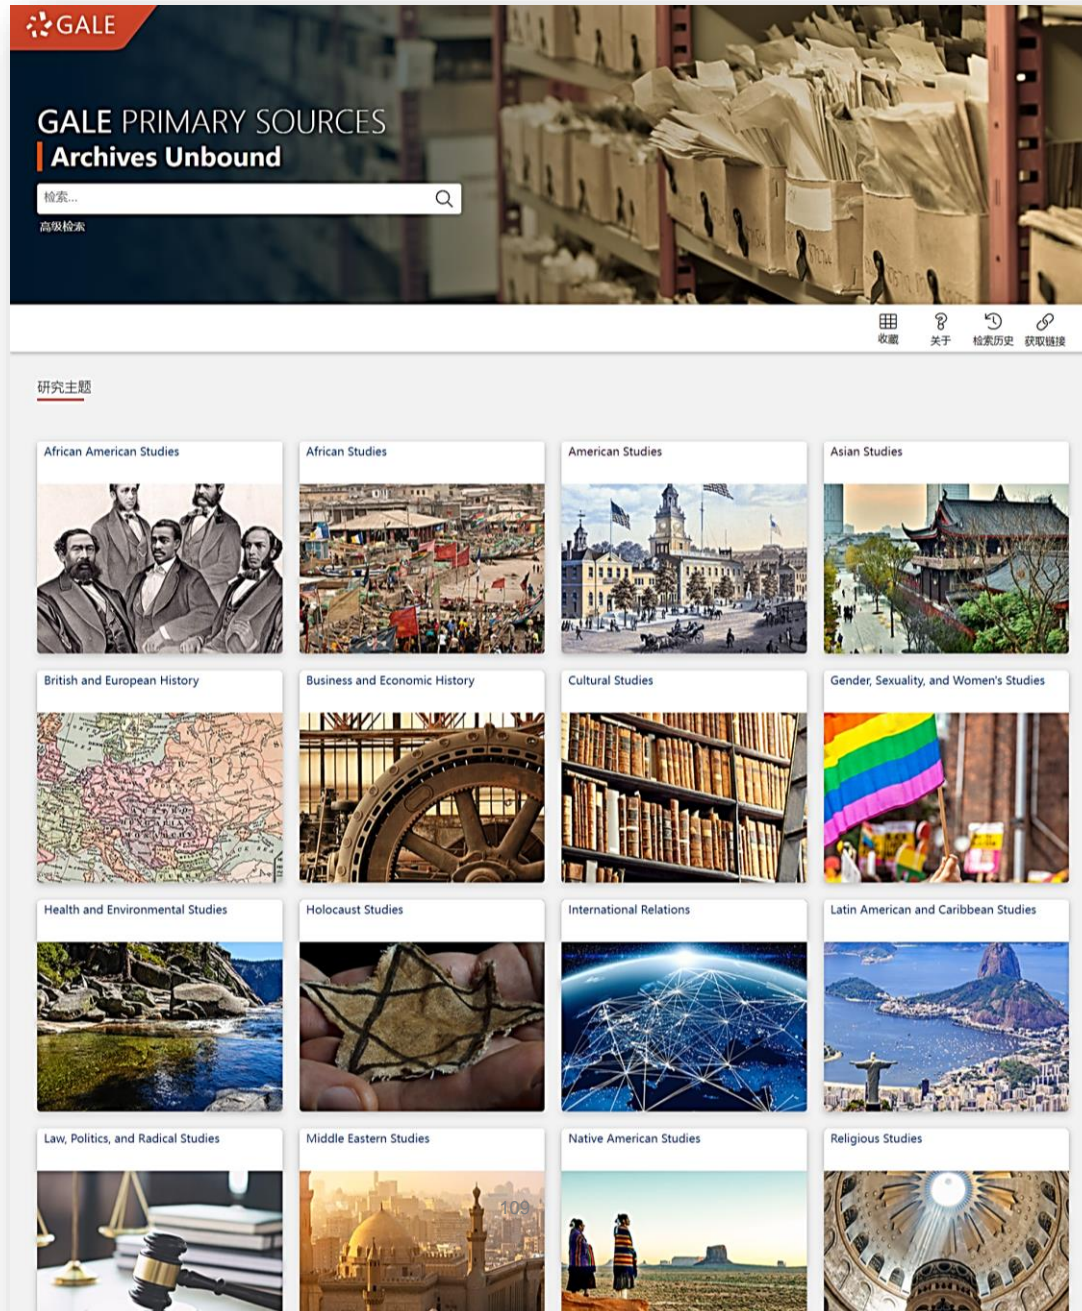 GALE
GALE PRIMARY SOURCES
Archives Unbound
检索...
高级检索
收藏
关于
检索历史
获取链接
研究主题
African American Studies
African Studies
American Studies
Asian Studies
British and European History
Business and Economic History
Cultural Studies
Gender, Sexuality, and Women's Studies
Health and Environmental Studies
Holocaust Studies
International Relations
Latin American and Caribbean Studies
Law, Politics, and Radical Studies
Middle Eastern Studies
Native American Studies
Religious Studies
109